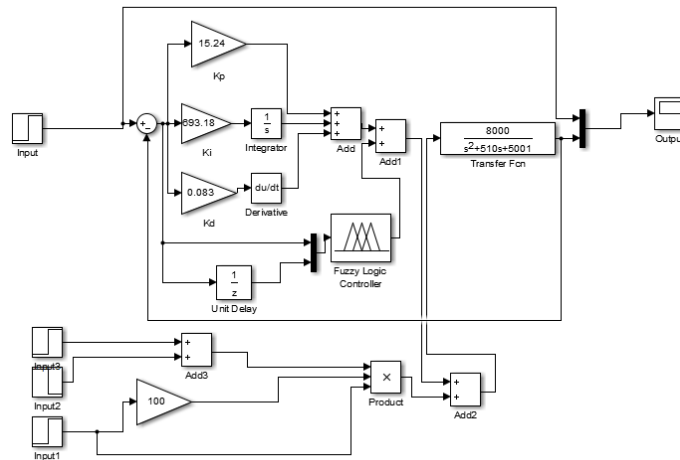 15.24
Kp
Input
+
−
693.18
Ki
1
s
Integrator
+
+
+
Add
+
+
Add1
8000
s²+510s+5001
Transfer Fcn
Output
0.083
Kd
du/dt
Derivative
Fuzzy Logic
Controller
1
z
Unit Delay
Input3
+
+
Add3
Input2
100
×
Product
+
+
Add2
Input1